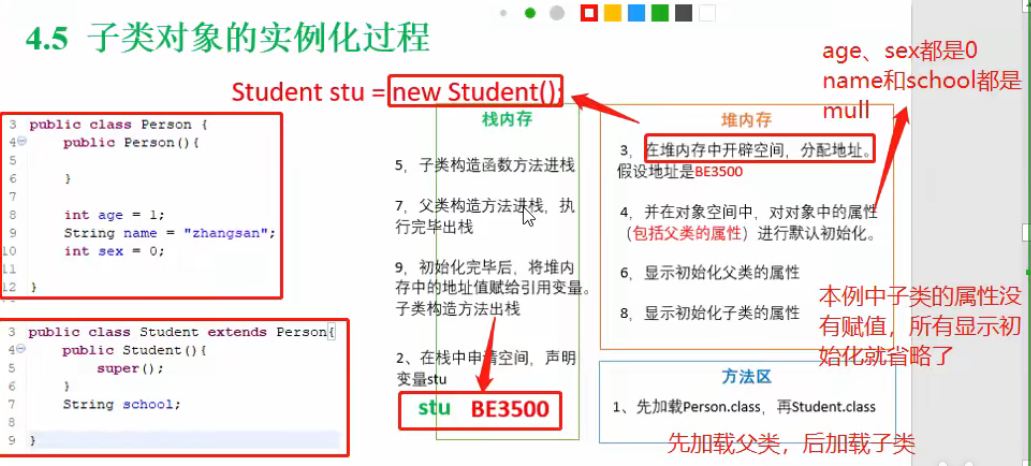 4.5 子类对象的实例化过程
Student stu = new Student();
age、sex都是0
name和school都是
mull
3 public class Person {
4 public Person(){
5
6 }
7
8 int age = 1;
9 String name = "zhangsan";
10 int sex = 0;
11
12 }
3 public class Student extends Person{
4 public Student(){
5 super();
6 }
7 String school;
8
9 }
栈内存
5，子类构造函数方法进栈
7，父类构造方法进栈，执
行完毕出栈
9，初始化完毕后，将堆内
存中的地址值赋给引用变量。
子类构造方法出栈
2、在栈中申请空间，声明
变量stu
stu BE3500
堆内存
3，在堆内存中开辟空间，分配地址。
假设地址是BE3500
4，并在对象空间中，对对象中的属性
（包括父类的属性）进行默认初始化。
6，显示初始化父类的属性
8，显示初始化子类的属性
本例中子类的属性没
有赋值，所有显示初
始化就省略了
方法区
1、先加载Person.class，再Student.class
先加载父类，后加载子类